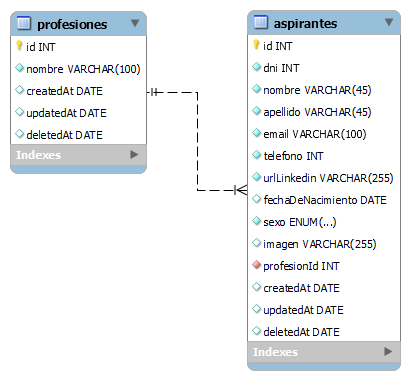 profesiones
id INT
nombre VARCHAR(100)
createdAt DATE
updatedAt DATE
deletedAt DATE
Indexes
aspirantes
id INT
dni INT
nombre VARCHAR(45)
apellido VARCHAR(45)
email VARCHAR(100)
telefono INT
urlLinkedin VARCHAR(255)
fechaDeNacimiento DATE
sexo ENUM(...)
imagen VARCHAR(255)
profesionId INT
createdAt DATE
updatedAt DATE
deletedAt DATE
Indexes